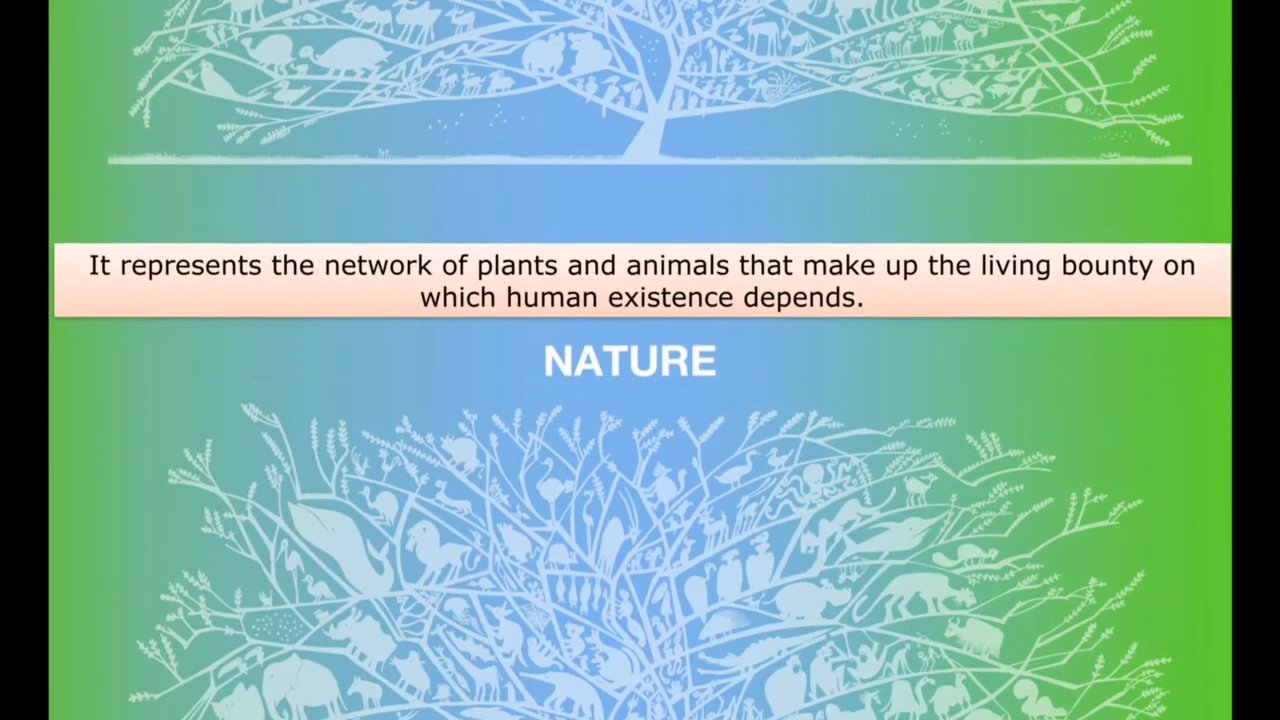 It represents the network of plants and animals that make up the living bounty on
which human existence depends.
NATURE